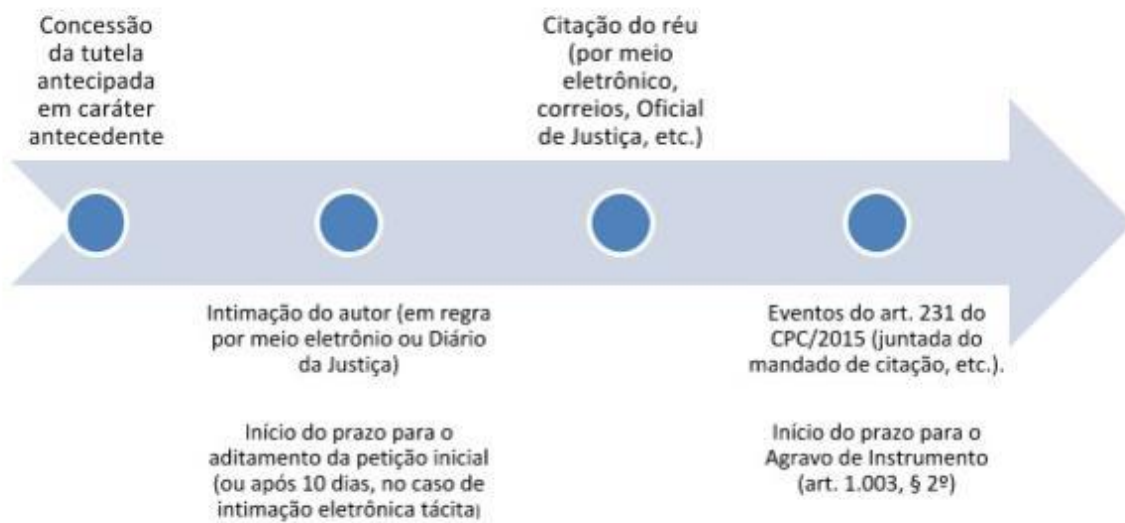 Concessão
da tutela
antecipada
em caráter
antecedente
Citação do réu
(por meio
eletrônico,
correios, Oficial
de Justiça, etc.)
Intimação do autor (em regra
por meio eletrônio ou Diário
da Justiça)
Início do prazo para o
aditamento da petição inicial
(ou após 10 dias, no caso de
intimação eletrônica tácita)
Eventos do art. 231 do
CPC/2015 (juntada do
mandado de citação, etc.).
Início do prazo para o
Agravo de Instrumento
(art. 1.003, § 2º)